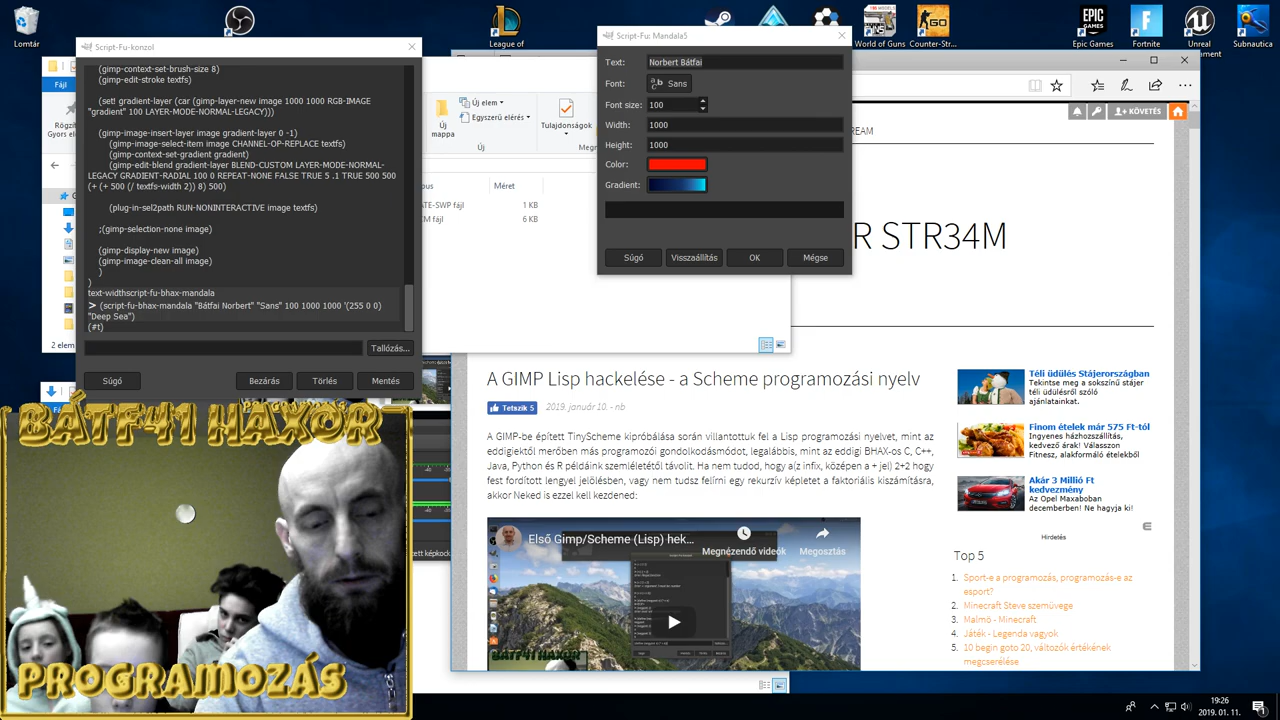 Lomtár
League of
World of Guns
Counter-Str...
Epic Games
Fortnite
Unreal
Subnautica
Script-Fu-konzol
(gimp-context-set-brush-size 8)
(gimp-edit-stroke textfs)
(set! gradient-layer (car (gimp-layer-new image 1000 1000 RGB-IMAGE
"gradient" 100 LAYER-MODE-NORMAL-LEGACY)))
(gimp-image-insert-layer image gradient-layer 0 -1)
(gimp-image-select-item image CHANNEL-OP-REPLACE textfs)
(gimp-context-set-gradient gradient)
(gimp-edit-blend gradient-layer BLEND-CUSTOM LAYER-MODE-NORMAL-
LEGACY GRADIENT-RADIAL 100 0 REPEAT-NONE FALSE TRUE 5 .1 TRUE 500 500
(+ (+ 500 (/ textfs-width 2)) 8) 500)
(plug-in-sel2path RUN-NONINTERACTIVE image textfs)
;(gimp-selection-none image)
(gimp-display-new image)
(gimp-image-clean-all image)
)
)
text-widthscript-fu-bhax-mandala
> (script-fu-bhax-mandala "Bátfai Norbert" "Sans" 100 1000 1000 '(255 0 0)
"Deep Sea")
(#t)
Tallózás...
Súgó
Bezárás
Törlés
Mentés
Fájl
Rögzí
Gyors el
2 elem
Új
mappa
Új elem
Egyszerű elérés
Új
Tulajdonságok
Megn
Méret
ATE-SWP fájl
1 KB
EM fájl
6 KB
Script-Fu: Mandala5
Text:
Norbert Bátfai
Font:
Sans
Font size:
100
Width:
1000
Height:
1000
Color:
Gradient:
Súgó
Visszaállítás
OK
Mégse
KÖVETÉS
REAM
R STR34M
A GIMP Lisp hackelése - a Scheme programozási nyelv
Tetszik 5
2019. január 10. - nb
A GIMP-be épített TinyScheme kipróbálása során villantottuk fel a Lisp programozási nyelvet, mint az
eddigiektől merőben más programozói gondolkodásmódot, legalábbis, mint az eddigi BHAX-os C, C++,
Java, Python és R példáink szemléletétől távolit. Ha nem tudod, hogy a(z infix, középen a + jel) 2+2 hogy
fest fordított lengyel jelölésben, vagy nem tudsz felírni egy rekurzív képletet a faktoriális kiszámításra,
akkor Neked is ezzel kell kezdened:
Első Gimp/Scheme (Lisp) hek...
Megnézendő videók
Megosztás
BÁTF41 HAXOR
Téli üdülés Stájerországban
Tekintse meg a sokszínű stájer
téli üdülésről szóló
ajánlatainkat.
Finom ételek már 575 Ft-tól
Ingyenes házhozszállítás,
kedvező árak! Válasszon
Fitnesz, alakformáló ételekből
Akár 3 Millió Ft
kedvezmény
Az Opel Maxaboban
decemberben! Ne hagyja ki!
Hirdetés
Top 5
1. Sport-e a programozás, programozás-e az
esport?
2. Minecraft Steve szemüvege
3. Malmö - Minecraft
4. Játék - Legenda vagyok
5. 10 begin goto 20, változók értékének
megcserélése
BÁTF41 HAXOR
PROGRAMOZÁS
19:26
2019. 01. 11.